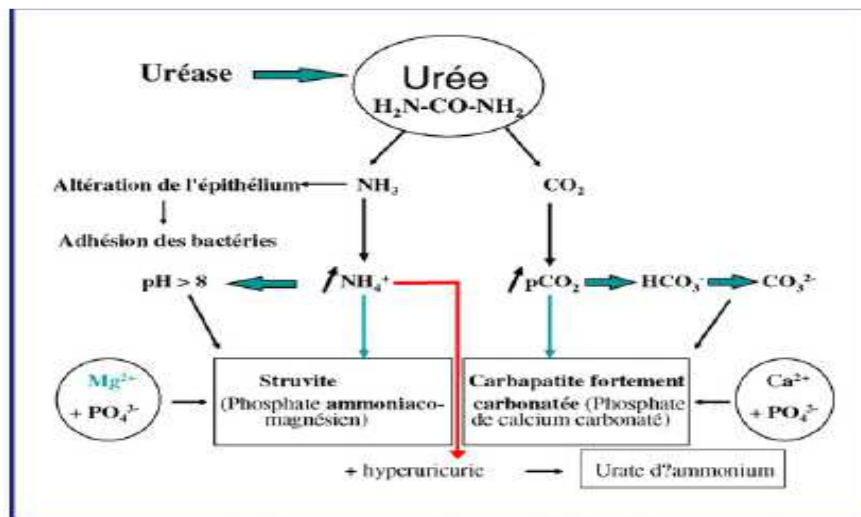 Uréase
Urée
H₂N-CO-NH₂
Altération de l'épithélium
NH₃
CO₂
Adhésion des bactéries
pH > 8
NH₄⁺
pCO₂
HCO₃⁻
CO₃²⁻
Mg²⁺
+ PO₄³⁻
Struvite
(Phosphate ammoniaco-
magnésien)
Carbapatite fortement
carbonatée (Phosphate
de calcium carbonaté)
Ca²⁺
+ PO₄³⁻
+ hyperuricurie
Urate d?ammonium